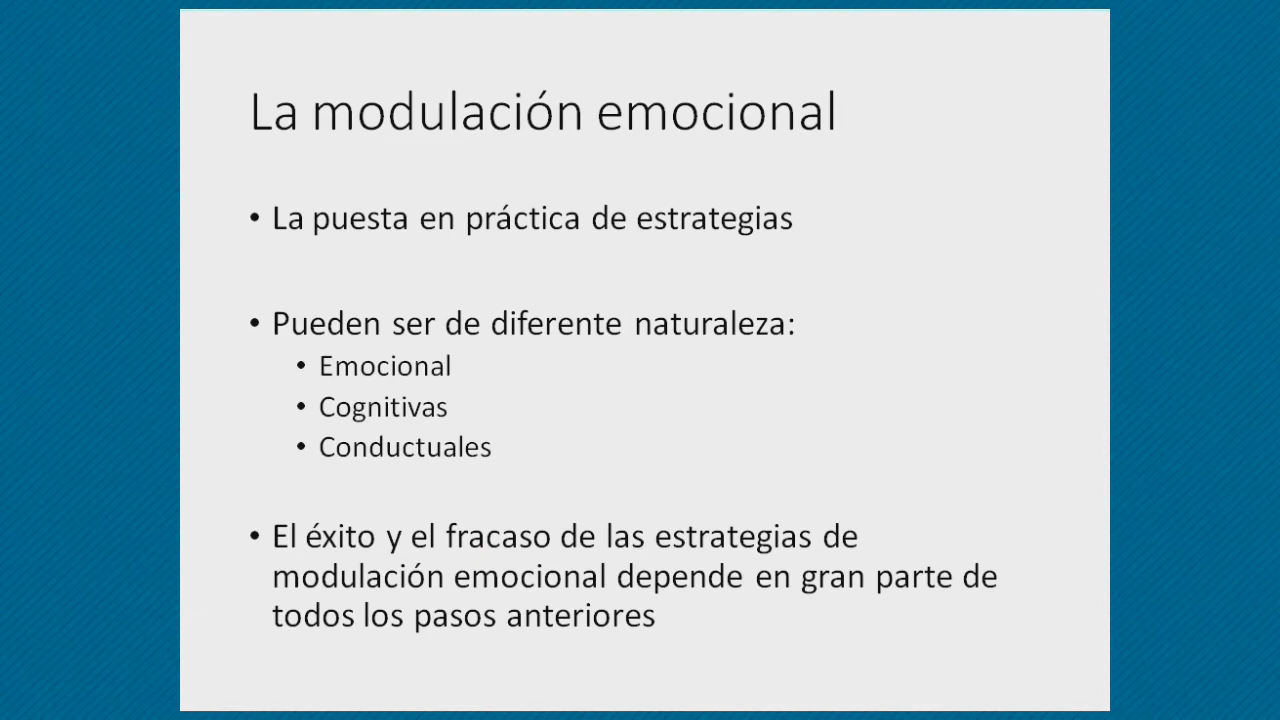 La modulación emocional
• La puesta en práctica de estrategias
• Pueden ser de diferente naturaleza:
• Emocional
• Cognitivas
• Conductuales
• El éxito y el fracaso de las estrategias de
modulación emocional depende en gran parte de
todos los pasos anteriores